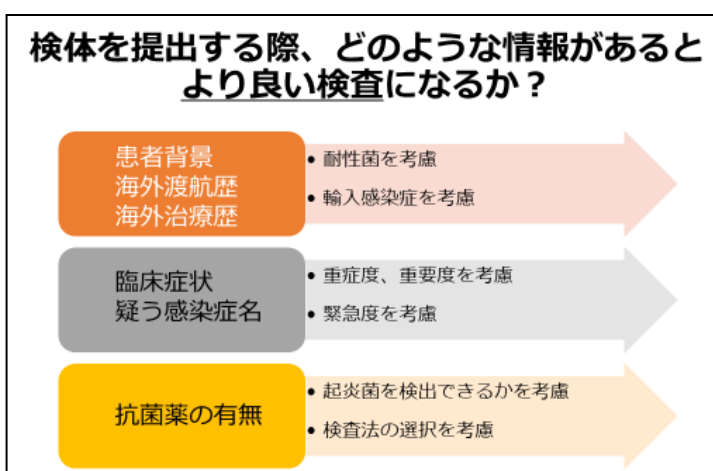 検体を提出する際、どのような情報があると
より良い検査になるか？
患者背景
海外渡航歴
海外治療歴
• 耐性菌を考慮
• 輸入感染症を考慮
臨床症状
疑う感染症名
• 重症度、重要度を考慮
• 緊急度を考慮
抗菌薬の有無
• 起炎菌を検出できるかを考慮
• 検査法の選択を考慮